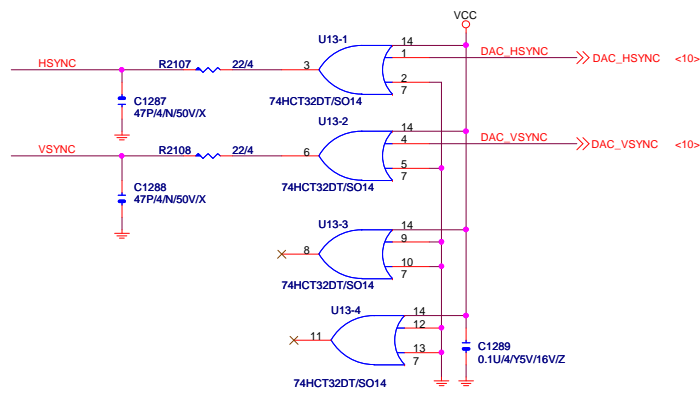 VCC
U13-1
14
HSYNC R2107 22/4 3 1 DAC_HSYNC DAC_HSYNC <10>
2
7
C1287
47P/4/N/50V/X
74HCT32DT/SO14
U13-2
14
VSYNC R2108 22/4 6 4 DAC_VSYNC DAC_VSYNC <10>
5
7
C1288
47P/4/N/50V/X
74HCT32DT/SO14
U13-3
14
8 9
10
7
74HCT32DT/SO14
U13-4
14
11 12
13
7
C1289
0.1U/4/Y5V/16V/Z
74HCT32DT/SO14